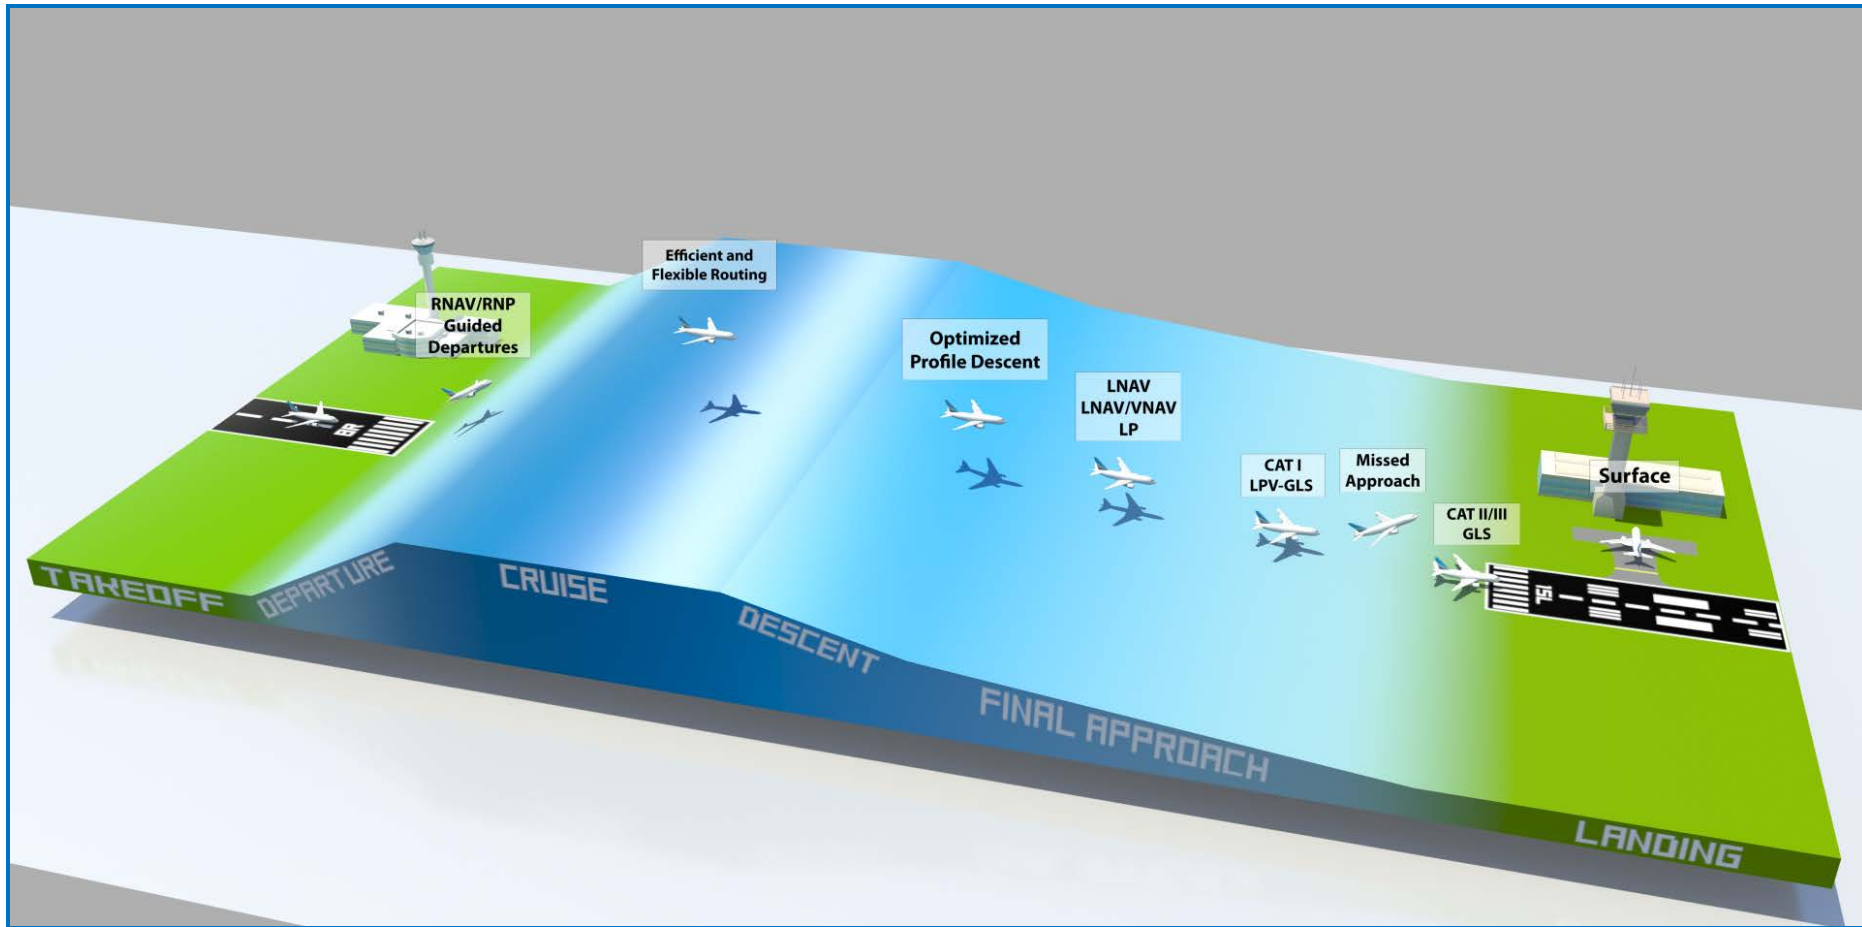 Efficient and
Flexible Routing
RNAV/RNP
Guided
Departures
Optimized
Profile Descent
LNAV
LNAV/VNAV
LP
CAT I
LPV-GLS
Missed
Approach
CAT II/III
GLS
Surface
TAKEOFF
DEPARTURE
CRUISE
DESCENT
FINAL APPROACH
LANDING